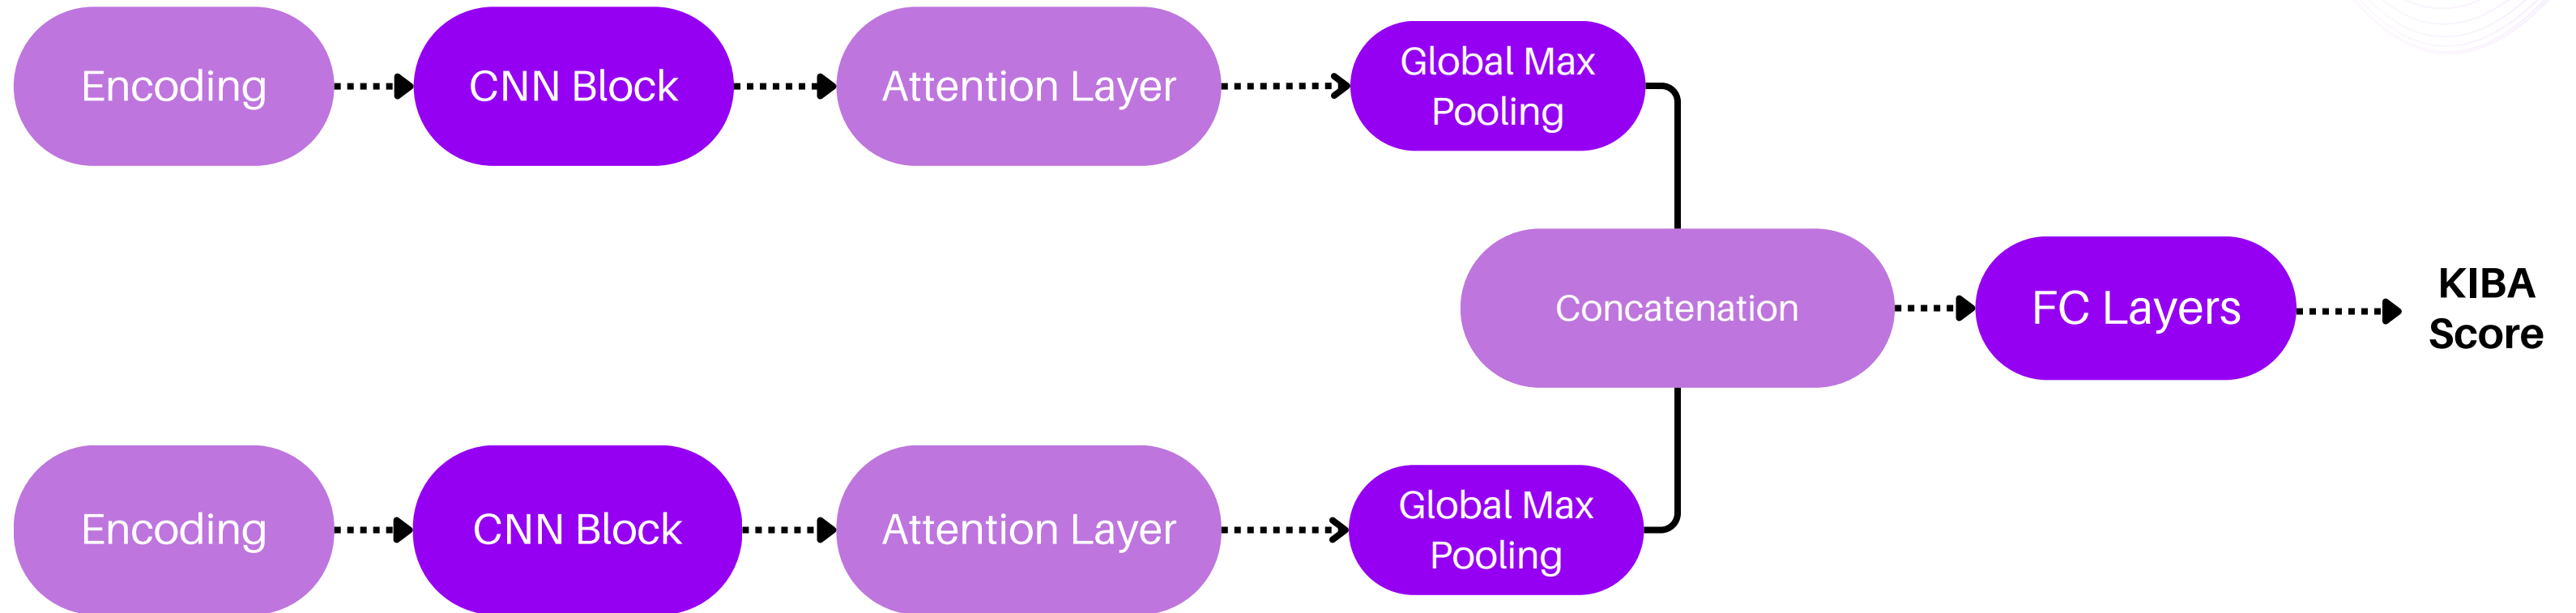 Encoding
CNN Block
Attention Layer
Global Max
Pooling
Concatenation
FC Layers
KIBA
Score
Encoding
CNN Block
Attention Layer
Global Max
Pooling